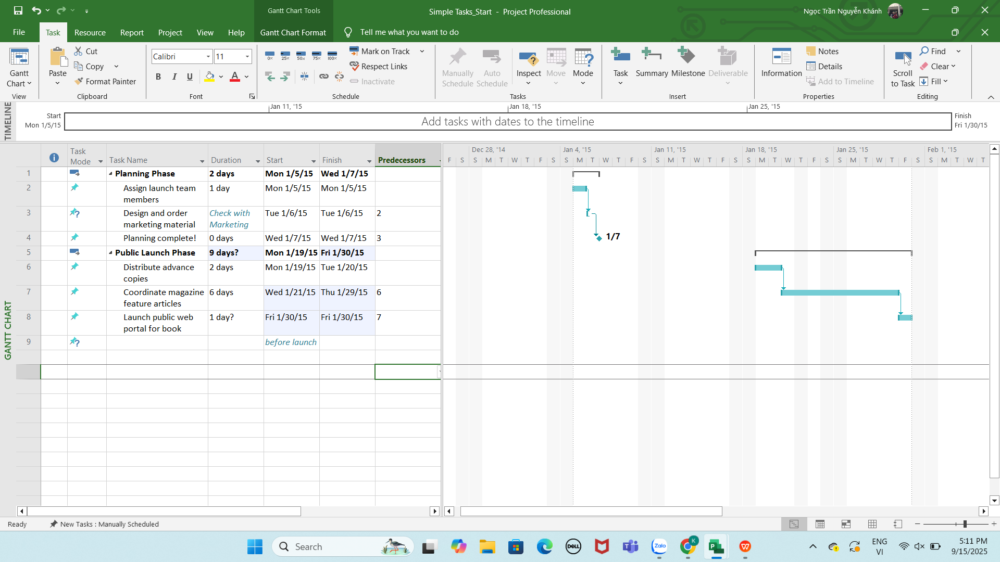 Gantt Chart Tools
Simple Tasks_Start - Project Professional
Ngọc Trần Nguyễn Khánh
File
Task
Resource
Report
Project
View
Help
Gantt Chart Format
Tell me what you want to do
Gantt
Chart
View
Paste
Cut
Copy
Format Painter
Clipboard
Calibri
11
B I U
A
Font
0% 25% 50% 75% 100%
Mark on Track
Respect Links
Inactivate
Schedule
Manually
Schedule
Auto
Schedule
Inspect
Move
Mode
Tasks
Task
Summary
Milestone
Deliverable
Insert
Information
Notes
Details
Add to Timeline
Properties
Scroll
to Task
Find
Clear
Fill
Editing
TIMELINE
Jan 11, '15
Jan 18, '15
Jan 25, '15
Start
Mon 1/5/15
Add tasks with dates to the timeline
Finish
Fri 1/30/15
GANTT CHART
Task
Mode
Task Name
Duration
Start
Finish
Predecessors
Dec 28, '14
Jan 4, '15
Jan 11, '15
Jan 18, '15
Jan 25, '15
Feb 1, '15
F S S M T W T F S S M T W T F S S M T W T F S S M T W T F S S M T W T F S S M T W T
1 Planning Phase 2 days Mon 1/5/15 Wed 1/7/15
2 Assign launch team 1 day Mon 1/5/15 Mon 1/5/15
members
3 Design and order Check with Tue 1/6/15 Tue 1/6/15 2
marketing material Marketing
4 Planning complete! 0 days Wed 1/7/15 Wed 1/7/15 3
1/7
5 Public Launch Phase 9 days? Mon 1/19/15 Fri 1/30/15
6 Distribute advance 2 days Mon 1/19/15 Tue 1/20/15
copies
7 Coordinate magazine 6 days Wed 1/21/15 Thu 1/29/15 6
feature articles
8 Launch public web 1 day? Fri 1/30/15 Fri 1/30/15 7
portal for book
9 before launch
Ready
New Tasks : Manually Scheduled
Search
DELL
Zalo
K
ENG
VI
5:11 PM
9/15/2025